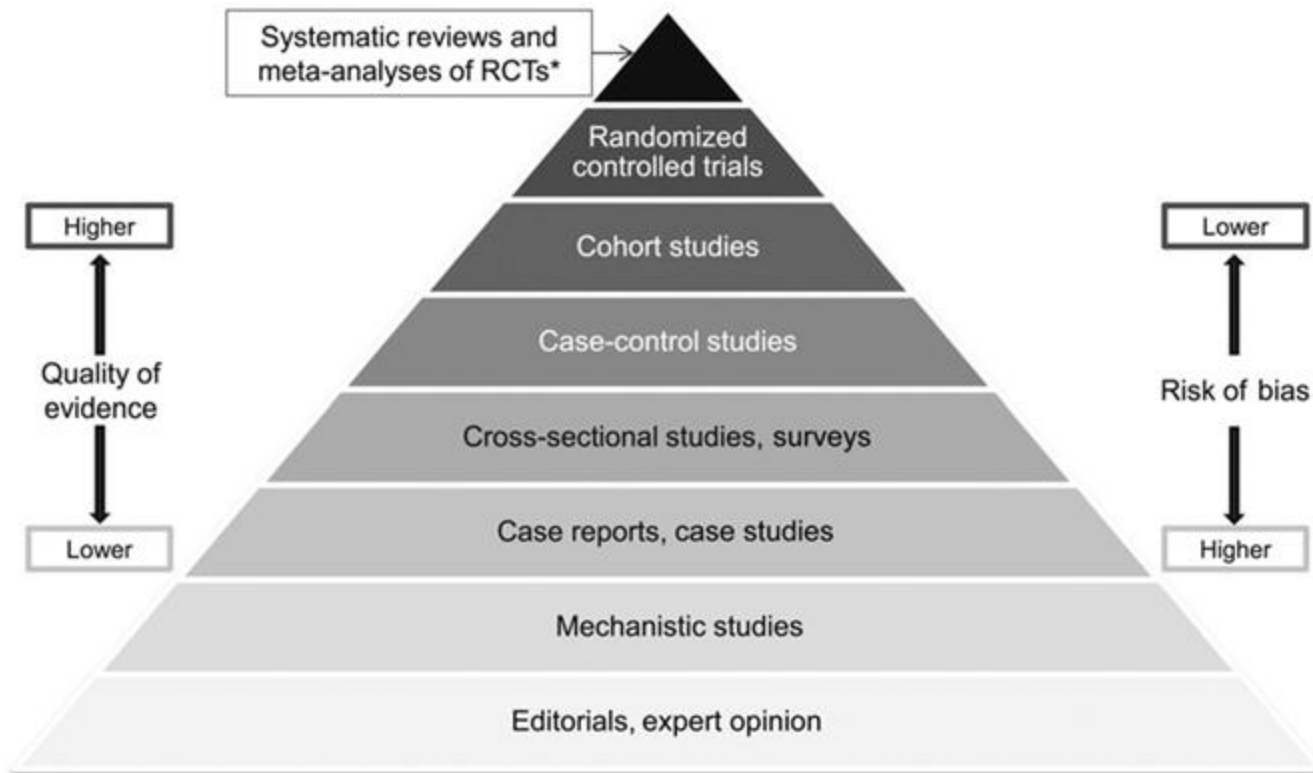 Systematic reviews and
meta-analyses of RCTs*
Randomized
controlled trials
Higher
Lower
Cohort studies
Case-control studies
Quality of
evidence
Risk of bias
Cross-sectional studies, surveys
Case reports, case studies
Lower
Higher
Mechanistic studies
Editorials, expert opinion